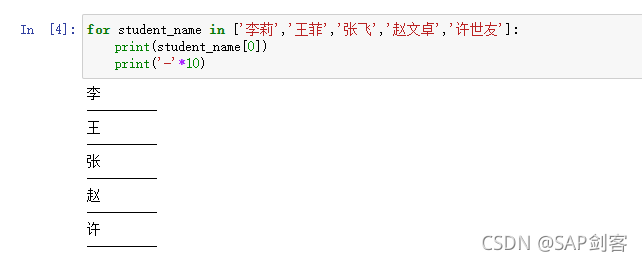 In [4]: for student_name in ['李莉','王菲','张飞','赵文卓','许世友']:
print(student_name[0])
print('-'*10)
李
----------
王
----------
张
----------
赵
----------
许
----------
CSDN @SAP剑客